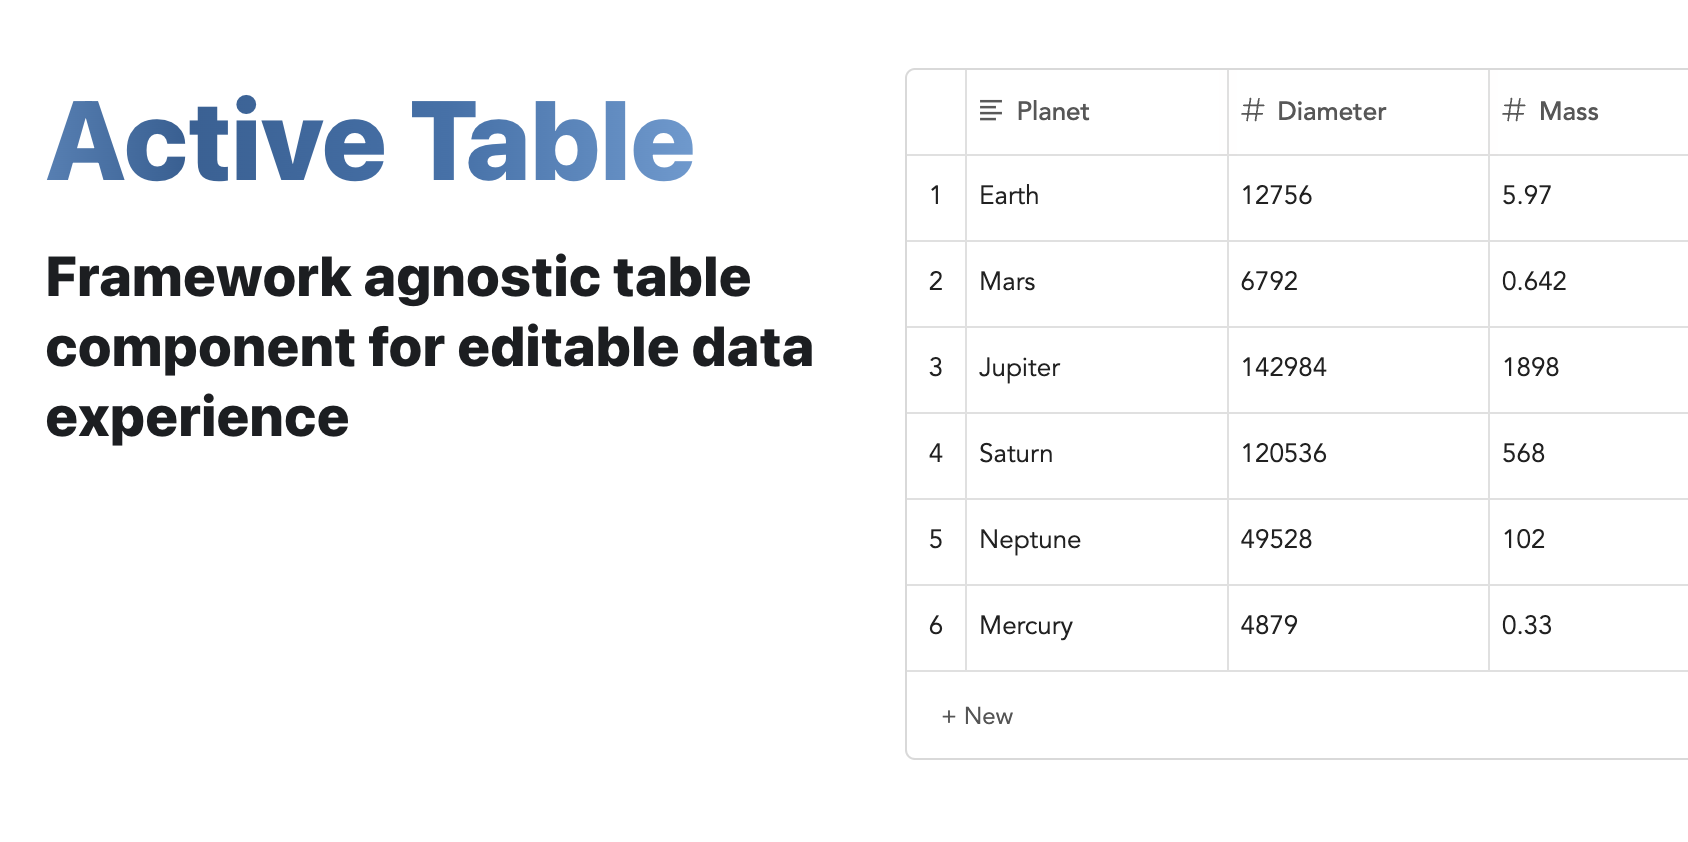 Active Table
Framework agnostic table
component for editable data
experience
Planet # Diameter # Mass
1 Earth 12756 5.97
2 Mars 6792 0.642
3 Jupiter 142984 1898
4 Saturn 120536 568
5 Neptune 49528 102
6 Mercury 4879 0.33
+ New